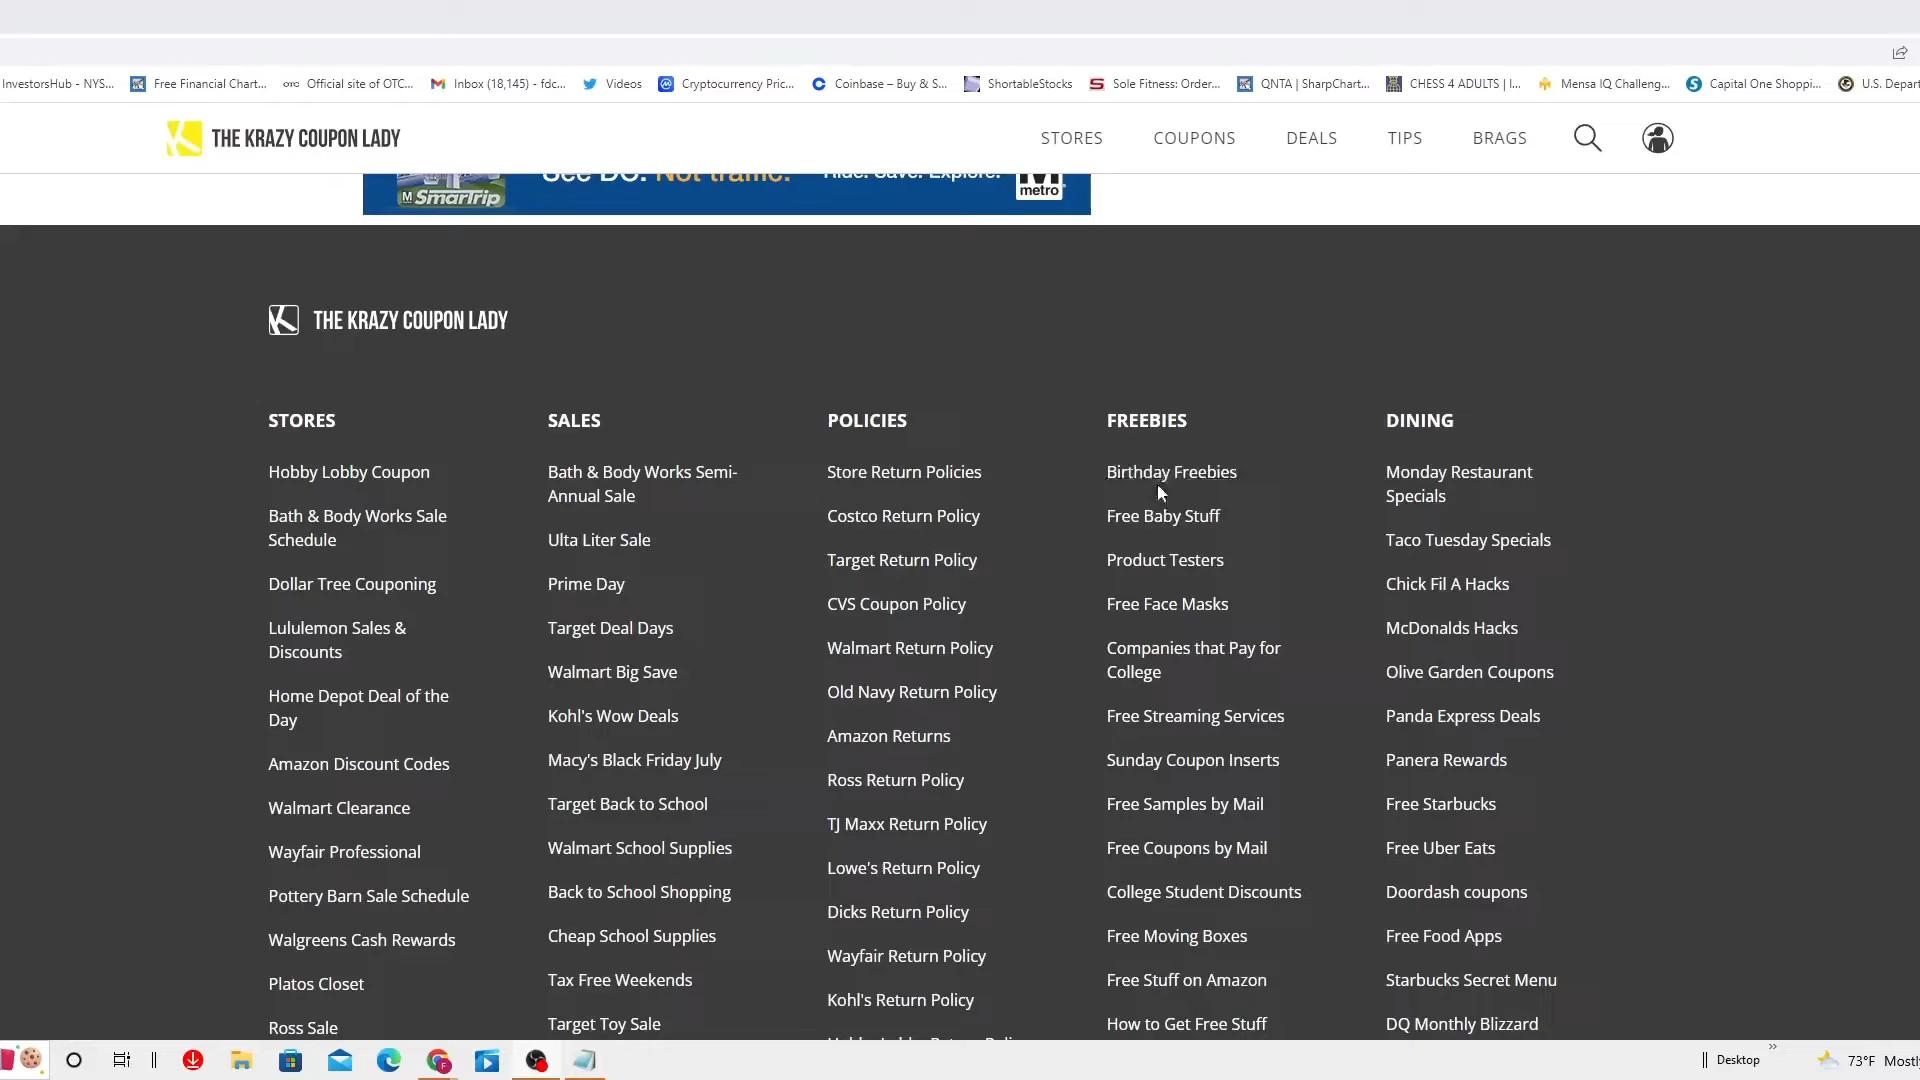 InvestorsHub - NYS... Free Financial Chart... OTC Official site of OTC... Inbox (18,145) - fdc... Videos Cryptocurrency Pric... Coinbase – Buy & S... ShortableStocks Sole Fitness: Order... QNTA | SharpChart... CHESS 4 ADULTS | I... Mensa IQ Challeng... Capital One Shoppi... U.S. Depart
THE KRAZY COUPON LADY STORES COUPONS DEALS TIPS BRAGS
See DC. Not traffic. Ride. Save. Explore.
M SmarTrip M metro
THE KRAZY COUPON LADY
STORES
Hobby Lobby Coupon
Bath & Body Works Sale
Schedule
Dollar Tree Couponing
Lululemon Sales &
Discounts
Home Depot Deal of the
Day
Amazon Discount Codes
Walmart Clearance
Wayfair Professional
Pottery Barn Sale Schedule
Walgreens Cash Rewards
Platos Closet
Ross Sale
SALES
Bath & Body Works Semi-
Annual Sale
Ulta Liter Sale
Prime Day
Target Deal Days
Walmart Big Save
Kohl's Wow Deals
Macy's Black Friday July
Target Back to School
Walmart School Supplies
Back to School Shopping
Cheap School Supplies
Tax Free Weekends
Target Toy Sale
POLICIES
Store Return Policies
Costco Return Policy
Target Return Policy
CVS Coupon Policy
Walmart Return Policy
Old Navy Return Policy
Amazon Returns
Ross Return Policy
TJ Maxx Return Policy
Lowe's Return Policy
Dicks Return Policy
Wayfair Return Policy
Kohl's Return Policy
FREEBIES
Birthday Freebies
Free Baby Stuff
Product Testers
Free Face Masks
Companies that Pay for
College
Free Streaming Services
Sunday Coupon Inserts
Free Samples by Mail
Free Coupons by Mail
College Student Discounts
Free Moving Boxes
Free Stuff on Amazon
How to Get Free Stuff
DINING
Monday Restaurant
Specials
Taco Tuesday Specials
Chick Fil A Hacks
McDonalds Hacks
Olive Garden Coupons
Panda Express Deals
Panera Rewards
Free Starbucks
Free Uber Eats
Doordash coupons
Free Food Apps
Starbucks Secret Menu
DQ Monthly Blizzard
Desktop 73°F Mostly